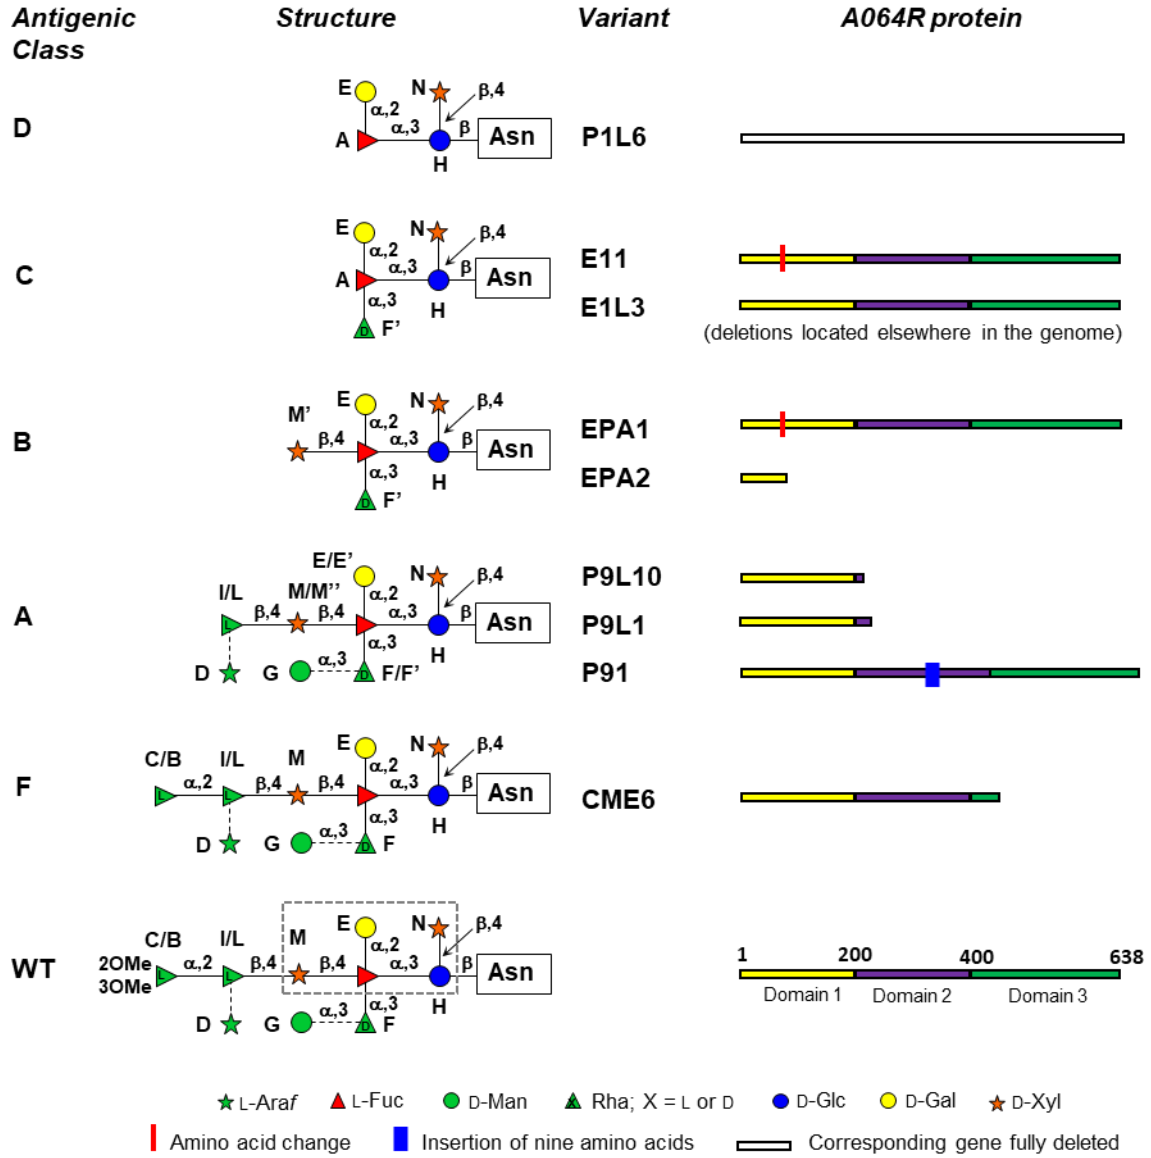 Antigenic Class Structure Variant A064R protein
D
E N β,4
α,2
A α,3 β Asn
H
P1L6
C
E N β,4
α,2
A α,3 β Asn
α,3 H
D F'
E11
E1L3
(deletions located elsewhere in the genome)
B
M' E N β,4
α,2
β,4 α,3 β Asn
α,3 H
D F'
EPA1
EPA2
A
E/E' N β,4
I/L M/M'' α,2
L β,4 β,4 α,3 β Asn
α,3 H
D G α,3 D F/F'
P9L10
P9L1
P91
F
E N β,4
C/B I/L M α,2
L α,2 L β,4 β,4 α,3 β Asn
α,3 H
D G α,3 D F
CME6
WT
E N β,4
C/B I/L M α,2
2OMe
3OMe
L α,2 L β,4 β,4 α,3 β Asn
α,3 H
D G α,3 D F
1 200 400 638
Domain 1 Domain 2 Domain 3
L-Araf L-Fuc D-Man X Rha; X = L or D D-Glc D-Gal D-Xyl
Amino acid change Insertion of nine amino acids Corresponding gene fully deleted